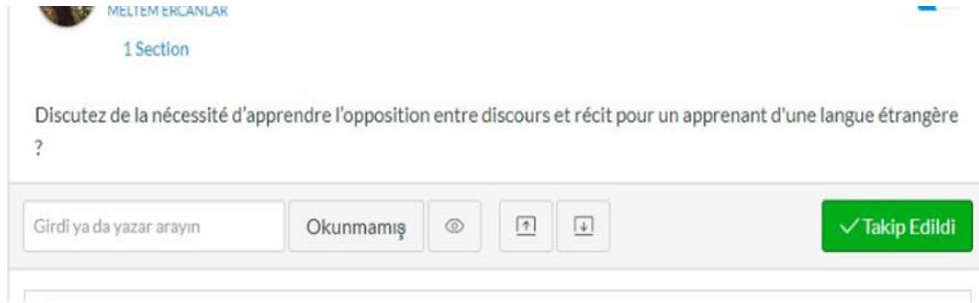 MELTEM ERCANLAR
1 Section
Discutez de la nécessité d’apprendre l’opposition entre discours et récit pour un apprenant d'une langue étrangère
?
Girdi ya da yazar arayın
Okunmamış
Takip Edildi